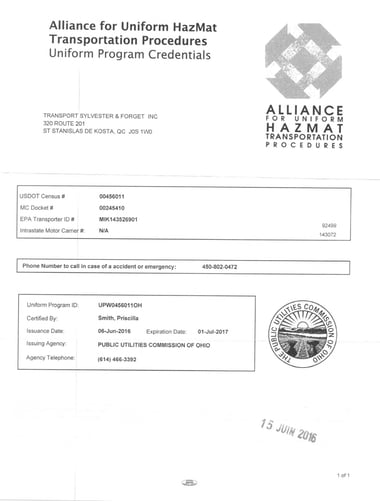 Alliance for Uniform HazMat
Transportation Procedures
Uniform Program Credentials
ALLIANCE
FOR UNIFORM
HAZMAT
TRANSPORTATION
PROCEDURES
TRANSPORT SYLVESTER & FORGET INC
320 ROUTE 201
ST STANISLAS DE KOSTA, QC J0S 1W0
USDOT Census # 00456011
MC Docket # 00245410
EPA Transporter ID # MIK143526901
Intrastate Motor Carrier # N/A
92499
143072
Phone Number to call in case of a accident or emergency: 450-802-0472
Uniform Program ID: UPW0456011OH
Certified By: Smith, Priscilla
Issuance Date: 06-Jun-2016 Expiration Date: 01-Jul-2017
Issuing Agency: PUBLIC UTILITIES COMMISSION OF OHIO
Agency Telephone: (614) 466-3392
THE PUBLIC UTILITIES COMMISSION OF OHIO
15 JUIN 2016
1 of 1